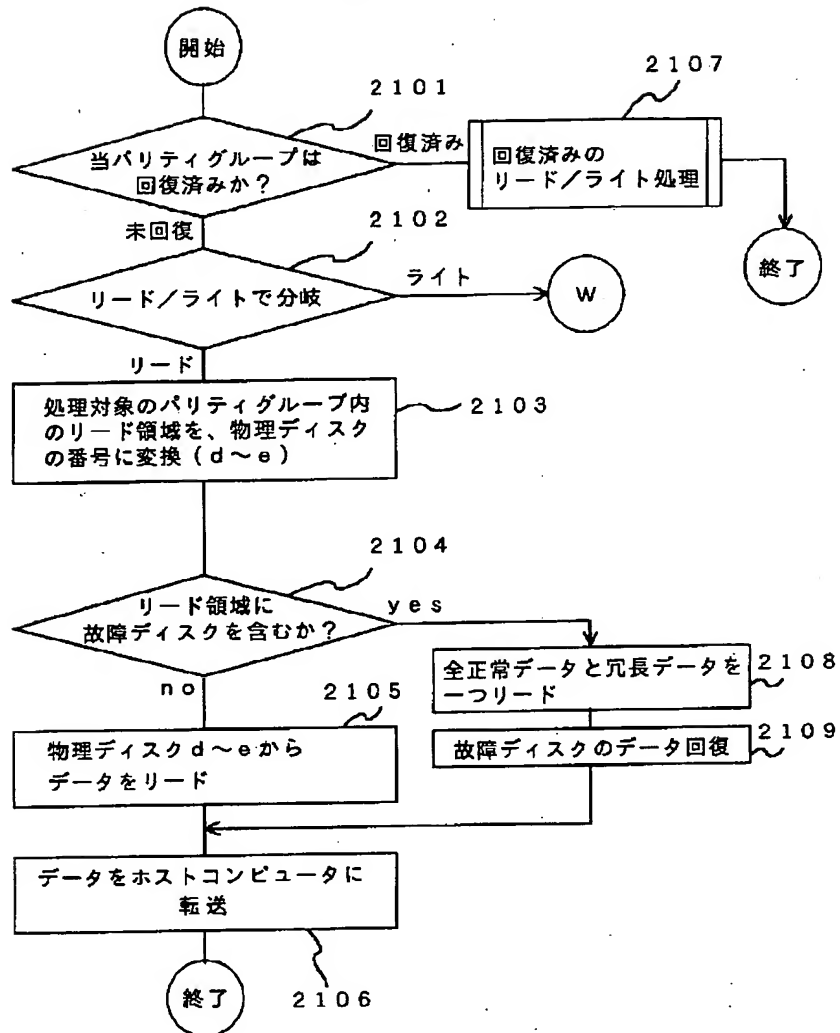 開始
2101
当パリティグループは
回復済みか?
回復済み
2107
回復済みの
リード/ライト処理
終了
未回復
2102
リード/ライトで分岐
ライト
W
リード
処理対象のパリティグループ内
のリード領域を、物理ディスク
の番号に変換(d~e)
2103
2104
リード領域に
故障ディスクを含むか?
yes
全正常データと冗長データを
一つリード
2108
故障ディスクのデータ回復
2109
no
2105
物理ディスクd~eから
データをリード
データをホストコンピュータに
転送
2106
終了